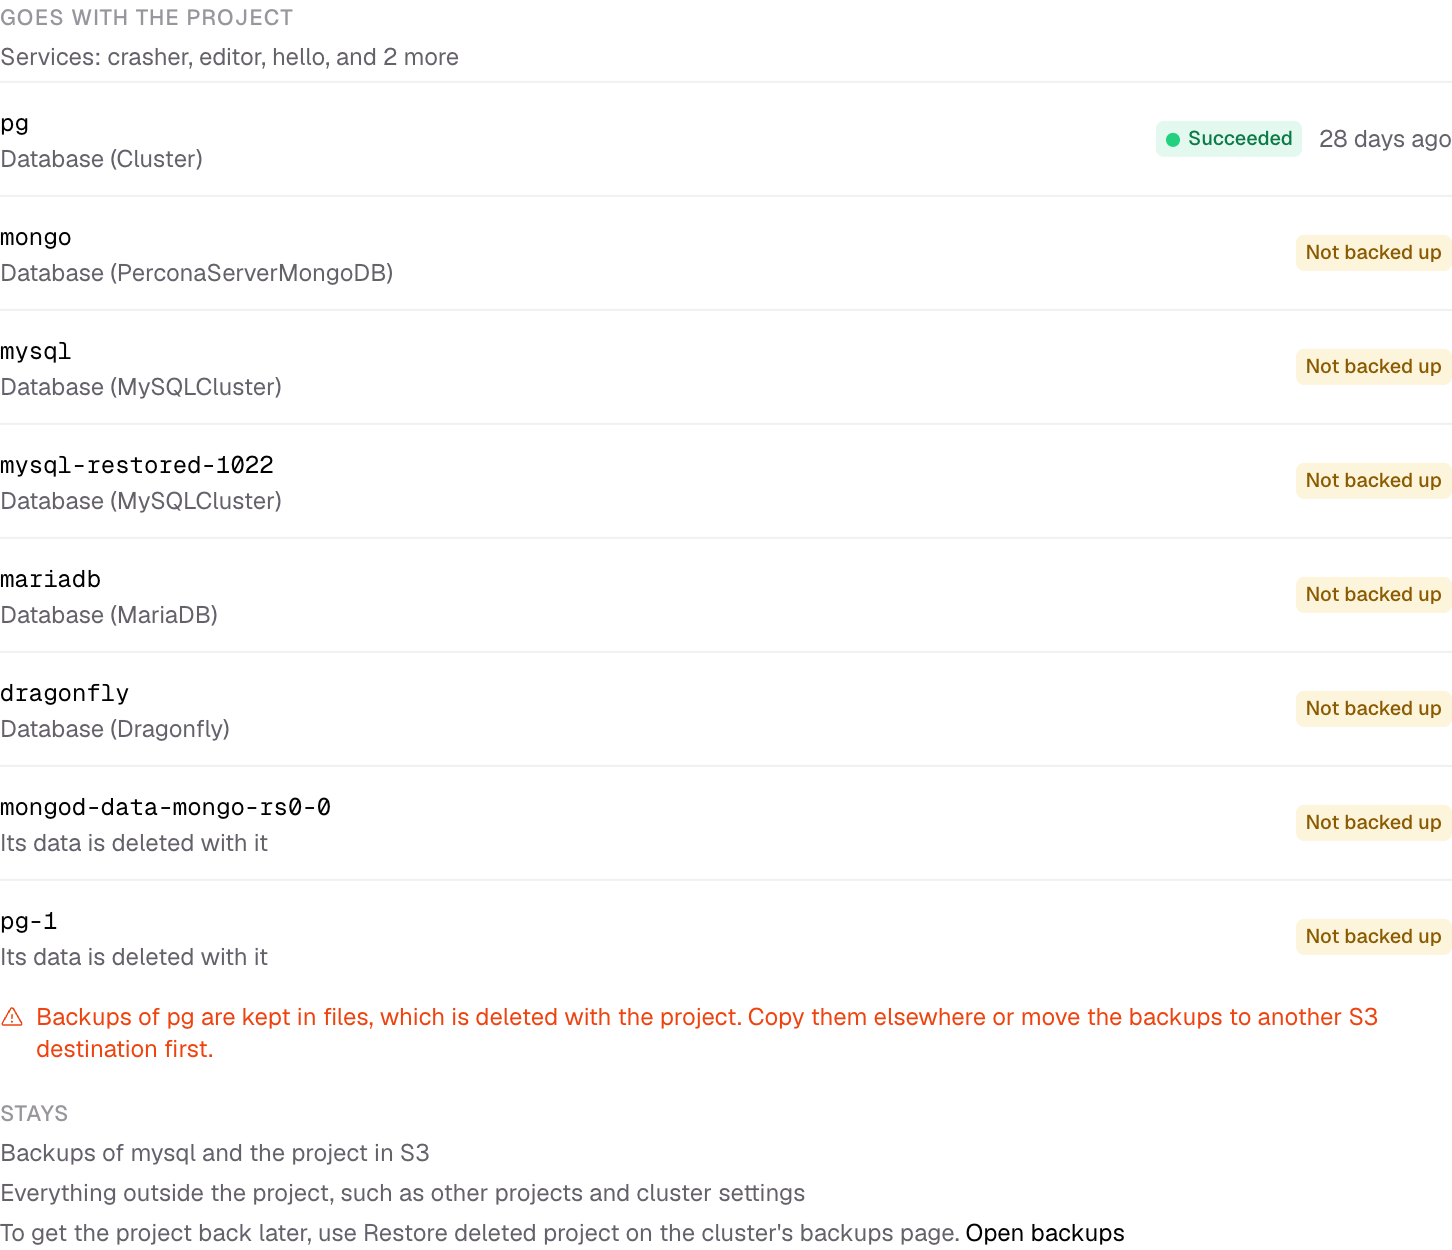 GOES WITH THE PROJECT
Services: crasher, editor, hello, and 2 more
pg
Database (Cluster)
Succeeded 28 days ago
mongo
Database (PerconaServerMongoDB)
Not backed up
mysql
Database (MySQLCluster)
Not backed up
mysql-restored-1022
Database (MySQLCluster)
Not backed up
mariadb
Database (MariaDB)
Not backed up
dragonfly
Database (Dragonfly)
Not backed up
mongod-data-mongo-rs0-0
Its data is deleted with it
Not backed up
pg-1
Its data is deleted with it
Not backed up
Backups of pg are kept in files, which is deleted with the project. Copy them elsewhere or move the backups to another S3
destination first.
STAYS
Backups of mysql and the project in S3
Everything outside the project, such as other projects and cluster settings
To get the project back later, use Restore deleted project on the cluster's backups page. Open backups